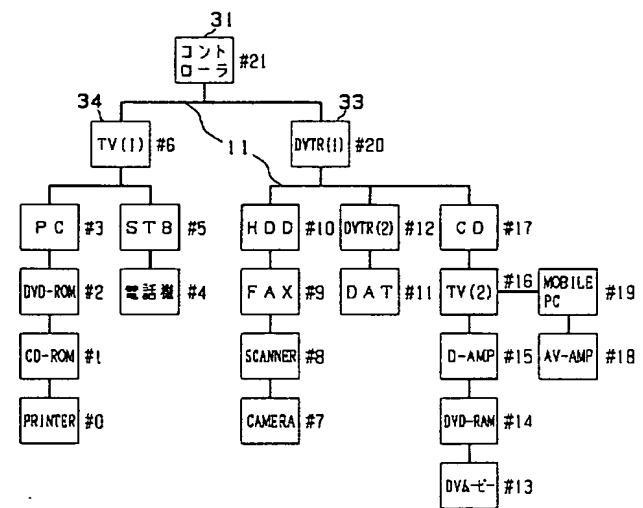 31
コント
ローラ #21
34 33
TV(1) #6 DVTR(1) #20
11
PC #3 STB #5 HDD #10 DVTR(2) #12 CD #17
DVD-ROM #2 電話機 #4 FAX #9 DAT #11 TV(2) #16 MOBILE
PC #19
CD-ROM #1 SCANNER #8 D-AMP #15 AV-AMP #18
PRINTER #0 CAMERA #7 DVD-RAM #14
DVムービー #13